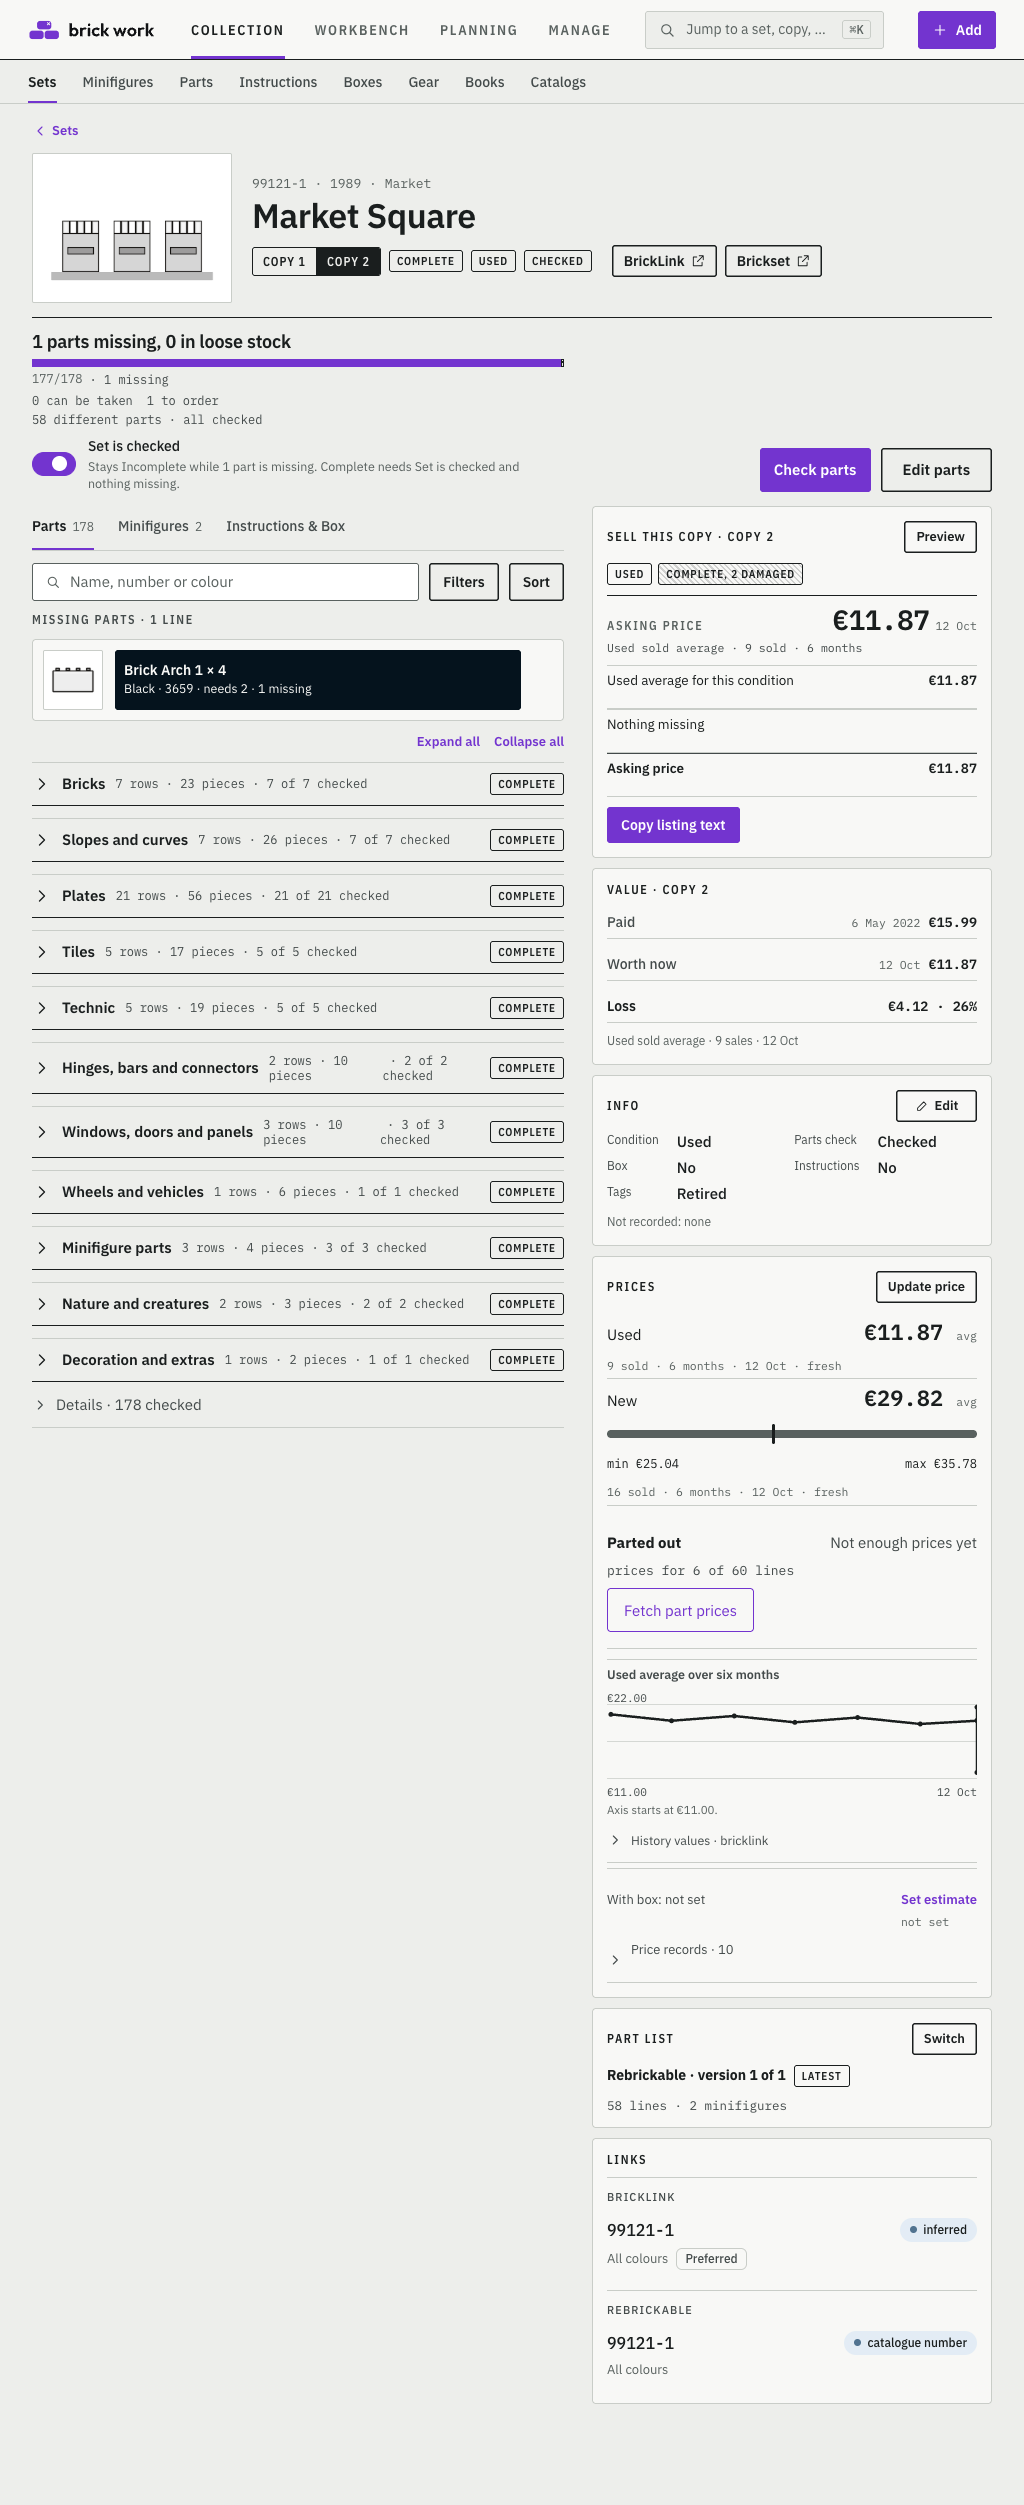 brick work
COLLECTION WORKBENCH PLANNING MANAGE
Jump to a set, copy, ... ⌘K
Add
Sets Minifigures Parts Instructions Boxes Gear Books Catalogs
Sets
99121-1 · 1989 · Market
Market Square
COPY 1 COPY 2 COMPLETE USED CHECKED BrickLink Brickset
1 parts missing, 0 in loose stock
177/178 · 1 missing
0 can be taken 1 to order
58 different parts · all checked
Set is checked
Stays Incomplete while 1 part is missing. Complete needs Set is checked and
nothing missing.
Check parts Edit parts
Parts 178 Minifigures 2 Instructions & Box
Name, number or colour
Filters Sort
MISSING PARTS · 1 LINE
Brick Arch 1 × 4
Black · 3659 · needs 2 · 1 missing
Expand all Collapse all
Bricks 7 rows · 23 pieces · 7 of 7 checked COMPLETE
Slopes and curves 7 rows · 26 pieces · 7 of 7 checked COMPLETE
Plates 21 rows · 56 pieces · 21 of 21 checked COMPLETE
Tiles 5 rows · 17 pieces · 5 of 5 checked COMPLETE
Technic 5 rows · 19 pieces · 5 of 5 checked COMPLETE
Hinges, bars and connectors 2 rows · 10 pieces · 2 of 2 checked COMPLETE
Windows, doors and panels 3 rows · 10 pieces · 3 of 3 checked COMPLETE
Wheels and vehicles 1 rows · 6 pieces · 1 of 1 checked COMPLETE
Minifigure parts 3 rows · 4 pieces · 3 of 3 checked COMPLETE
Nature and creatures 2 rows · 3 pieces · 2 of 2 checked COMPLETE
Decoration and extras 1 rows · 2 pieces · 1 of 1 checked COMPLETE
Details · 178 checked
SELL THIS COPY · COPY 2 Preview
USED COMPLETE, 2 DAMAGED
ASKING PRICE €11.87 12 Oct
Used sold average · 9 sold · 6 months
Used average for this condition €11.87
Nothing missing
Asking price €11.87
Copy listing text
VALUE · COPY 2
Paid 6 May 2022 €15.99
Worth now 12 Oct €11.87
Loss €4.12 · 26%
Used sold average · 9 sales · 12 Oct
INFO Edit
Condition Used Parts check Checked
Box No Instructions No
Tags Retired
Not recorded: none
PRICES Update price
Used €11.87 avg
9 sold · 6 months · 12 Oct · fresh
New €29.82 avg
min €25.04 max €35.78
16 sold · 6 months · 12 Oct · fresh
Parted out Not enough prices yet
prices for 6 of 60 lines
Fetch part prices
Used average over six months
€22.00
€11.00 12 Oct
Axis starts at €11.00.
History values · bricklink
With box: not set Set estimate
not set
Price records · 10
PART LIST Switch
Rebrickable · version 1 of 1 LATEST
58 lines · 2 minifigures
LINKS
BRICKLINK
99121-1 inferred
All colours Preferred
REBRICKABLE
99121-1 catalogue number
All colours